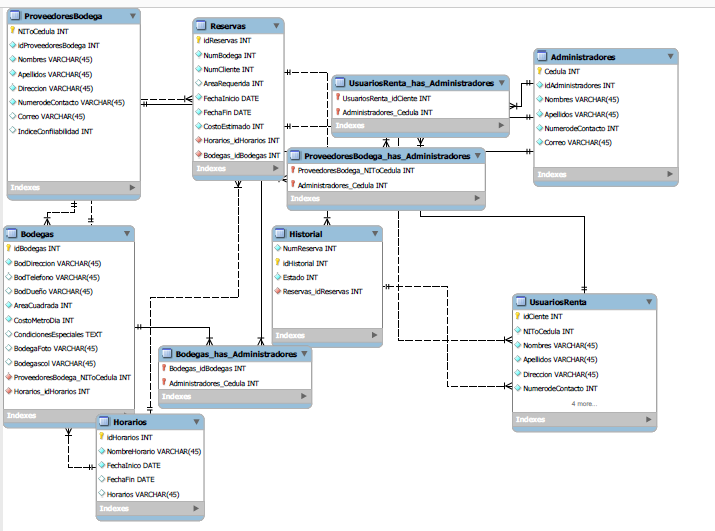 ProveedoresBodega
NIToCedula INT
idProveedoresBodega INT
Nombres VARCHAR(45)
Apellidos VARCHAR(45)
Direccion VARCHAR(45)
NumerodeContacto VARCHAR(45)
Correo VARCHAR(45)
IndiceConfiabilidad INT
Indexes
Reservas
idReservas INT
NumBodega INT
NumCliente INT
AreaRequerida INT
FechaInicio DATE
FechaFin DATE
CostoEstimado INT
Horarios_idHorarios INT
Bodegas_idBodegas INT
Indexes
UsuariosRenta_has_Administradores
UsuariosRenta_idCliente INT
Administradores_Cedula INT
Indexes
Administradores
Cedula INT
idAdministradores INT
Nombres VARCHAR(45)
Apellidos VARCHAR(45)
NumerodeContacto INT
Correo VARCHAR(45)
Indexes
ProveedoresBodega_has_Administradores
ProveedoresBodega_NIToCedula INT
Administradores_Cedula INT
Indexes
Bodegas
idBodegas INT
BodDireccion VARCHAR(45)
BodTelefono VARCHAR(45)
BodDueño VARCHAR(45)
AreaCuadrada INT
CostoMetroDia INT
CondicionesEspeciales TEXT
BodegaFoto VARCHAR(45)
Bodegascol VARCHAR(45)
ProveedoresBodega_NIToCedula INT
Horarios_idHorarios INT
Indexes
Historial
NumReserva INT
idHistorial INT
Estado INT
Reservas_idReservas INT
Indexes
UsuariosRenta
idCliente INT
NIToCedula INT
Nombres VARCHAR(45)
Apellidos VARCHAR(45)
Direccion VARCHAR(45)
NumerodeContacto INT
4 more...
Indexes
Bodegas_has_Administradores
Bodegas_idBodegas INT
Administradores_Cedula INT
Indexes
Horarios
idHorarios INT
NombreHorario VARCHAR(45)
FechaInico DATE
FechaFin DATE
Horarios VARCHAR(45)
Indexes